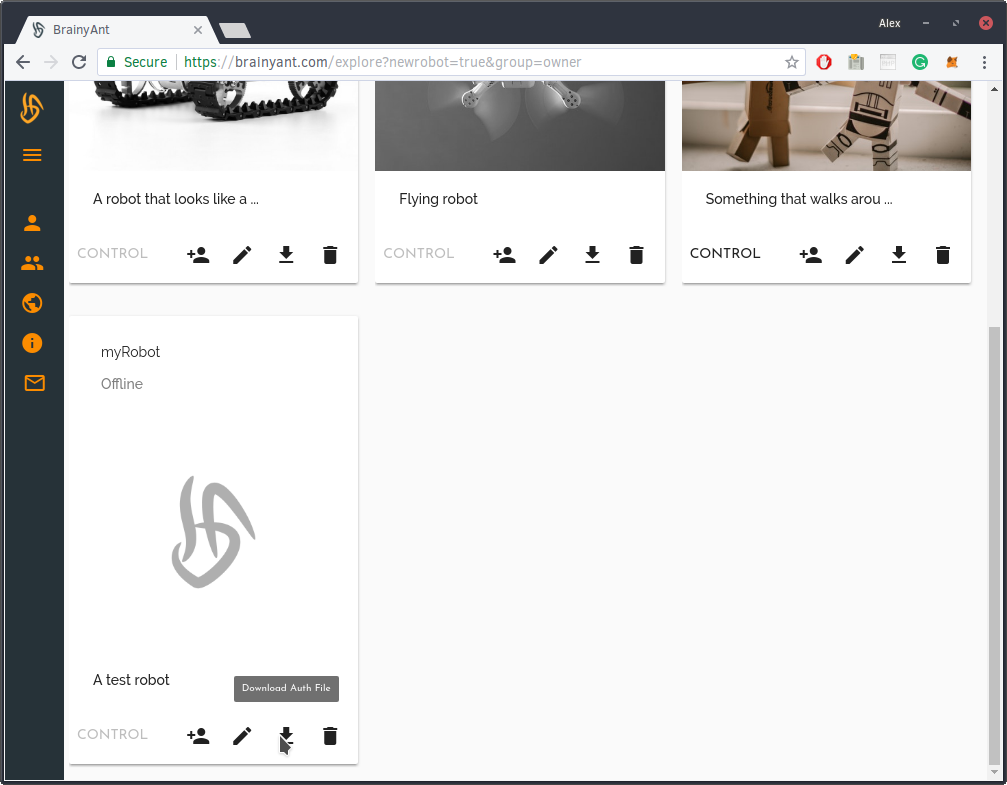 BrainyAnt
Alex
Secure
https://brainyant.com/explore?newrobot=true&group=owner
A robot that looks like a ...
Flying robot
Something that walks arou ...
CONTROL
CONTROL
CONTROL
myRobot
Offline
A test robot
Download Auth File
CONTROL